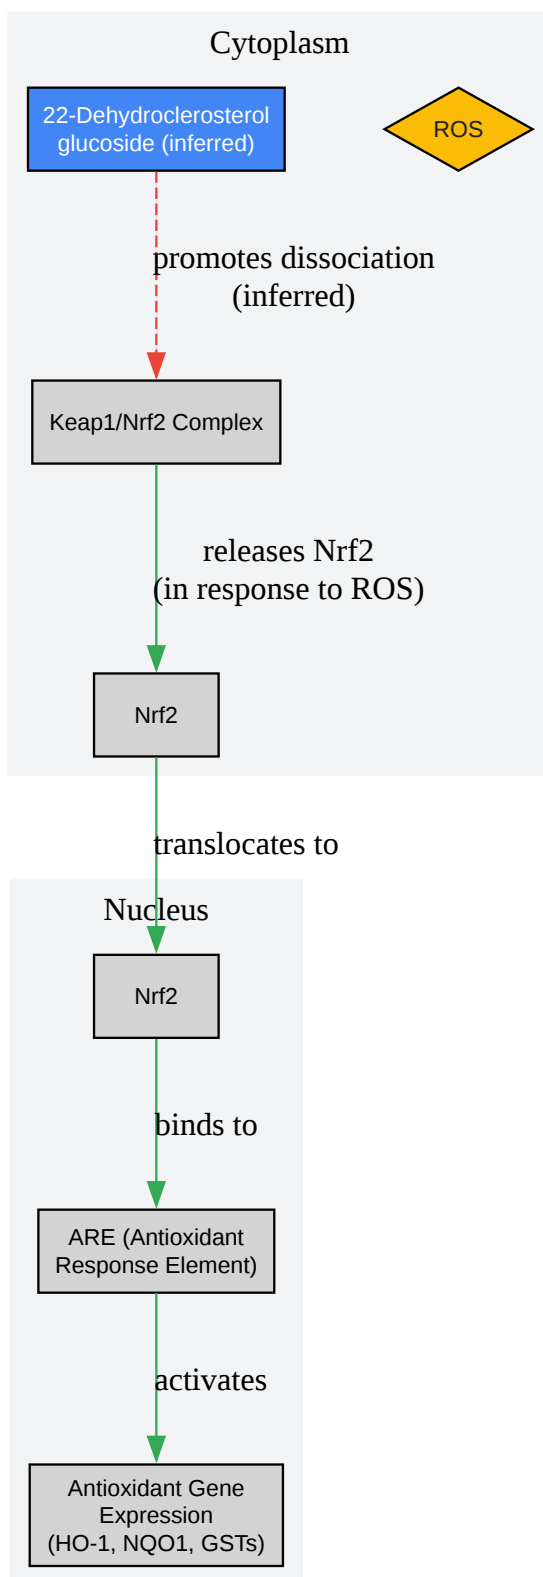 Cytoplasm
22-Dehydroclerosterol
glucoside (inferred)
ROS
promotes dissociation
(inferred)
Keap1/Nrf2 Complex
releases Nrf2
(in response to ROS)
Nrf2
translocates to
Nucleus
Nrf2
binds to
ARE (Antioxidant
Response Element)
activates
Antioxidant Gene
Expression
(HO-1, NQO1, GSTs)